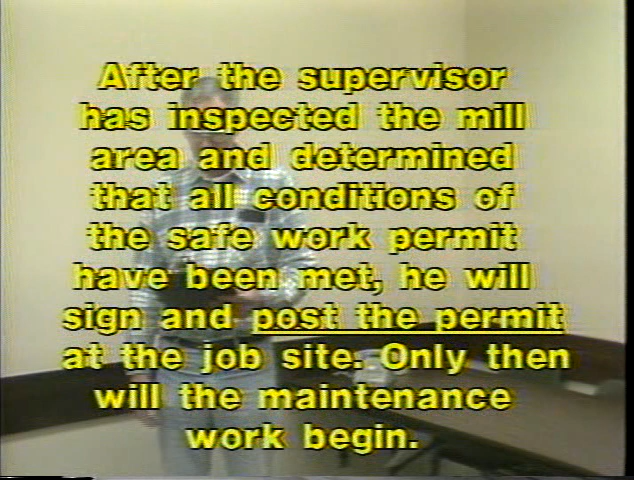 After the supervisor
has inspected the mill
area and determined
that all conditions of
the safe work permit
have been met, he will
sign and post the permit
at the job site. Only then
will the maintenance
work begin.